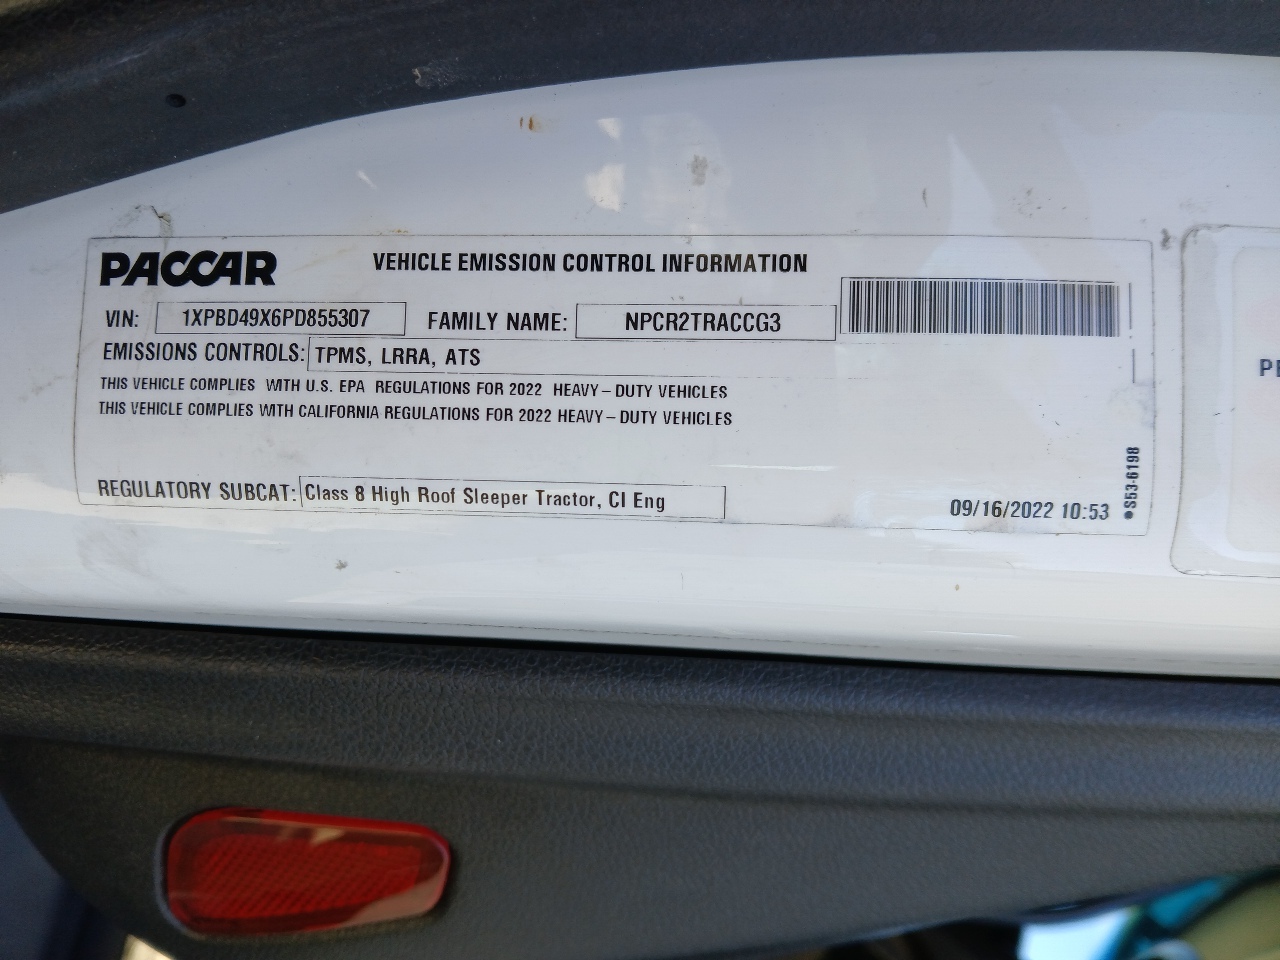 PACCAR
VEHICLE EMISSION CONTROL INFORMATION
VIN: 1XPBD49X6PD855307 FAMILY NAME: NPCR2TRACCG3
EMISSIONS CONTROLS: TPMS, LRRA, ATS
THIS VEHICLE COMPLIES WITH U.S. EPA REGULATIONS FOR 2022 HEAVY-DUTY VEHICLES
THIS VEHICLE COMPLIES WITH CALIFORNIA REGULATIONS FOR 2022 HEAVY-DUTY VEHICLES
REGULATORY SUBCAT: Class 8 High Roof Sleeper Tractor, CI Eng
09/16/2022 10:53
●S53-6198